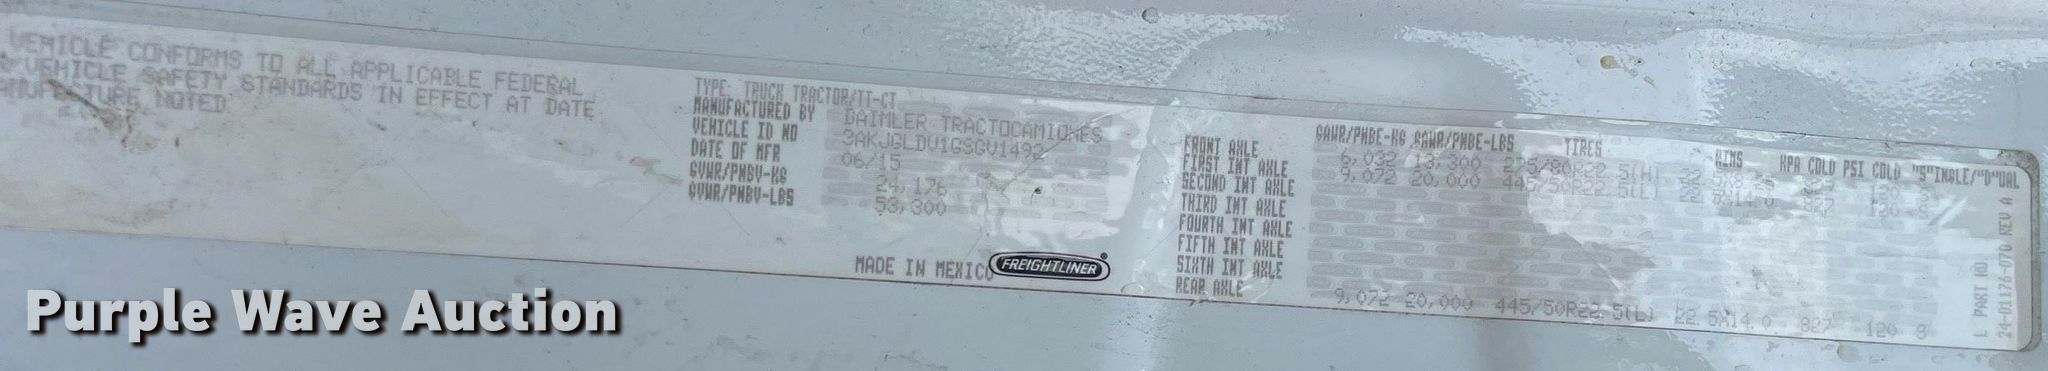 VEHICLE CONFORMS TO ALL APPLICABLE FEDERAL
VEHICLE SAFETY STANDARDS IN EFFECT AT DATE
MANUFACTURE NOTED
TYPE: TRUCK TRACTOR/TT-CT
MANUFACTURED BY DAIMLER TRACTOCAMIONES
VEHICLE ID NO 3AKJGLDV1GSGV1492
DATE OF MFR 06/15
GVWR/PNBV-KG 24,176
GVWR/PNBV-LBS 53,300
MADE IN MEXICO
FREIGHTLINER
GAWR/PNBE-KG GAWR/PNBE-LBS TIRES RIMS KPA COLD PSI COLD "S"INGLE/"D"UAL
FRONT AXLE 6,032 13,300
FIRST INT AXLE 9,072 20,000 445/50R22.5(L)
SECOND INT AXLE
THIRD INT AXLE
FOURTH INT AXLE
FIFTH INT AXLE
SIXTH INT AXLE
REAR AXLE 9,072 20,000 445/50R22.5(L) 22.5X14.0 827 120 S
L PART NO
24-01176-070 REV A
Purple Wave Auction